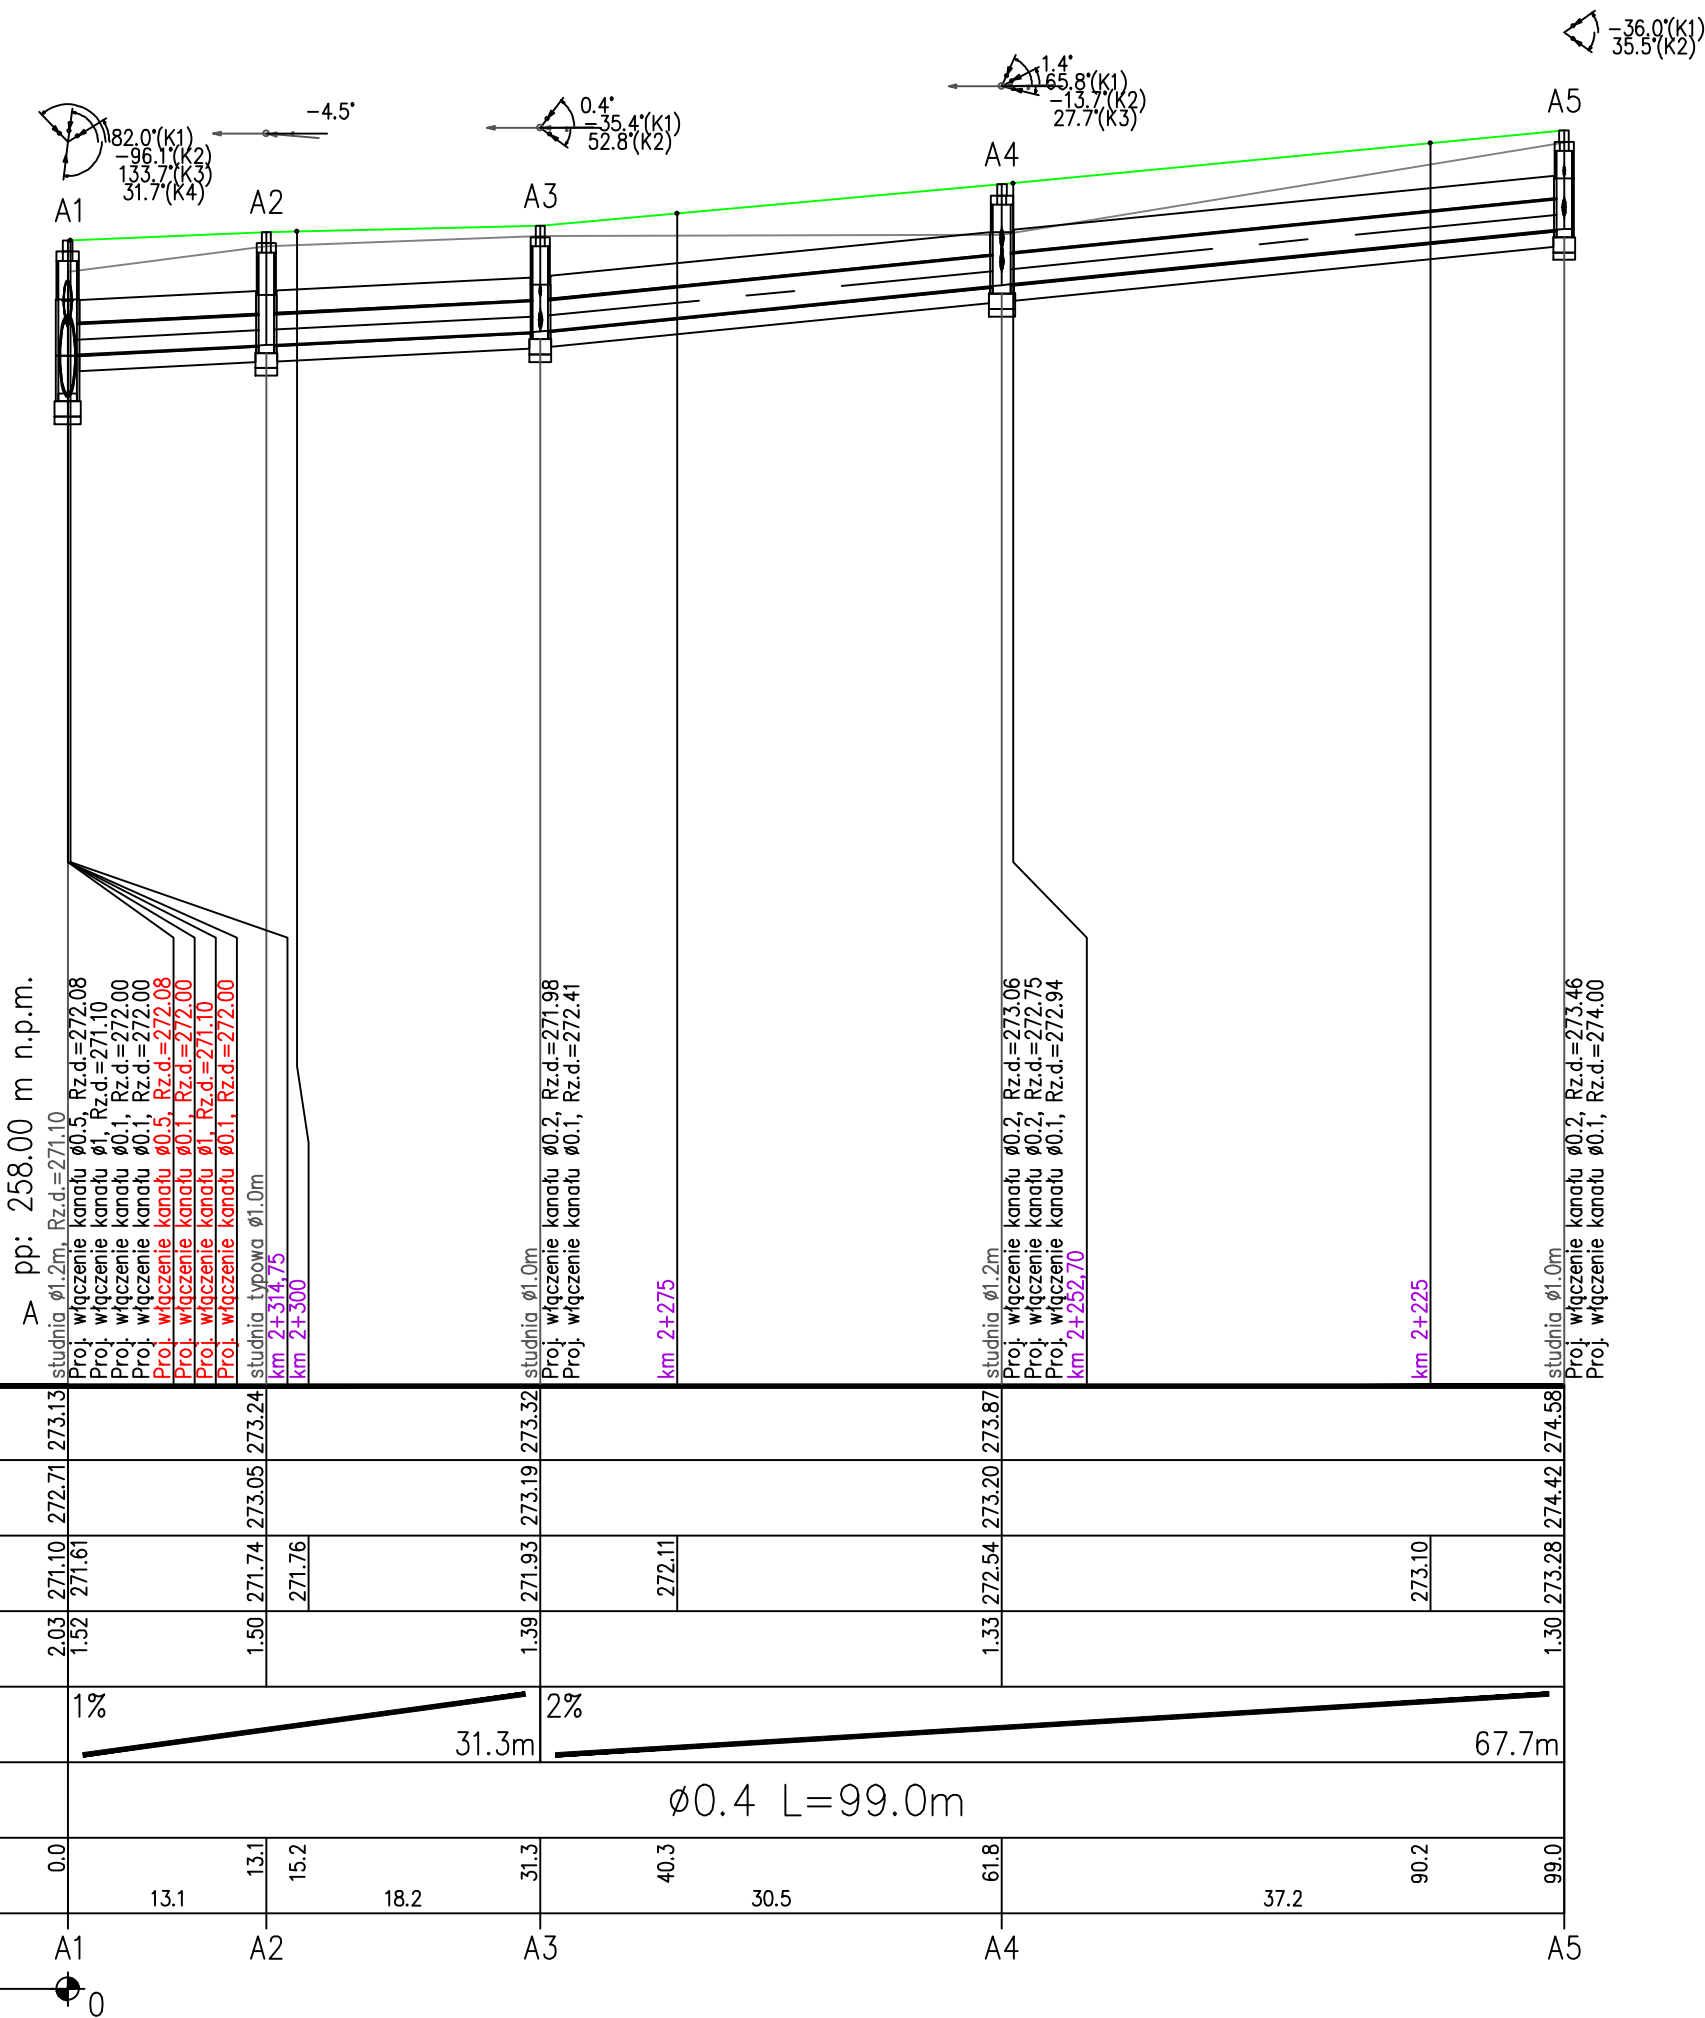 -36.0°(K1)
35.5°(K2)
1.4°
65.8°(K1)
-13.7°(K2)
27.7°(K3)
-4.5°
0.4°
-35.4°(K1)
52.8°(K2)
82.0°(K1)
-96.1°(K2)
133.7°(K3)
31.7°(K4)
A1
A2
A3
A4
A5
A pp: 258.00 m n.p.m.
studnia ø1.2m, Rz.d.=271.10
Proj. włączenie kanału ø0.5, Rz.d.=272.08
Proj. włączenie kanału ø1, Rz.d.=271.10
Proj. włączenie kanału ø0.1, Rz.d.=272.00
Proj. włączenie kanału ø0.1, Rz.d.=272.00
Proj. włączenie kanału ø0.5, Rz.d.=272.08
Proj. włączenie kanału ø0.1, Rz.d.=272.00
Proj. włączenie kanału ø1, Rz.d.=271.10
Proj. włączenie kanału ø0.1, Rz.d.=272.00
studnia typowa ø1.0m
km 2+314,75
km 2+300
studnia ø1.0m
Proj. włączenie kanału ø0.2, Rz.d.=271.98
Proj. włączenie kanału ø0.1, Rz.d.=272.41
km 2+275
studnia ø1.2m
Proj. włączenie kanału ø0.2, Rz.d.=273.06
Proj. włączenie kanału ø0.2, Rz.d.=272.75
Proj. włączenie kanału ø0.1, Rz.d.=272.94
km 2+252,70
km 2+225
studnia ø1.0m
Proj. włączenie kanału ø0.2, Rz.d.=273.46
Proj. włączenie kanału ø0.1, Rz.d.=274.00
273.13 273.24 273.32 273.87 274.58
272.71 273.05 273.19 273.20 274.42
271.10 271.61 271.74 271.76 271.93 272.11 272.54 273.10 273.28
2.03 1.52 1.50 1.39 1.33 1.30
1% 2%
31.3m 67.7m
ø0.4 L=99.0m
0.0 13.1 15.2 31.3 40.3 61.8 90.2 99.0
13.1 18.2 30.5 37.2
A1 A2 A3 A4 A5
0